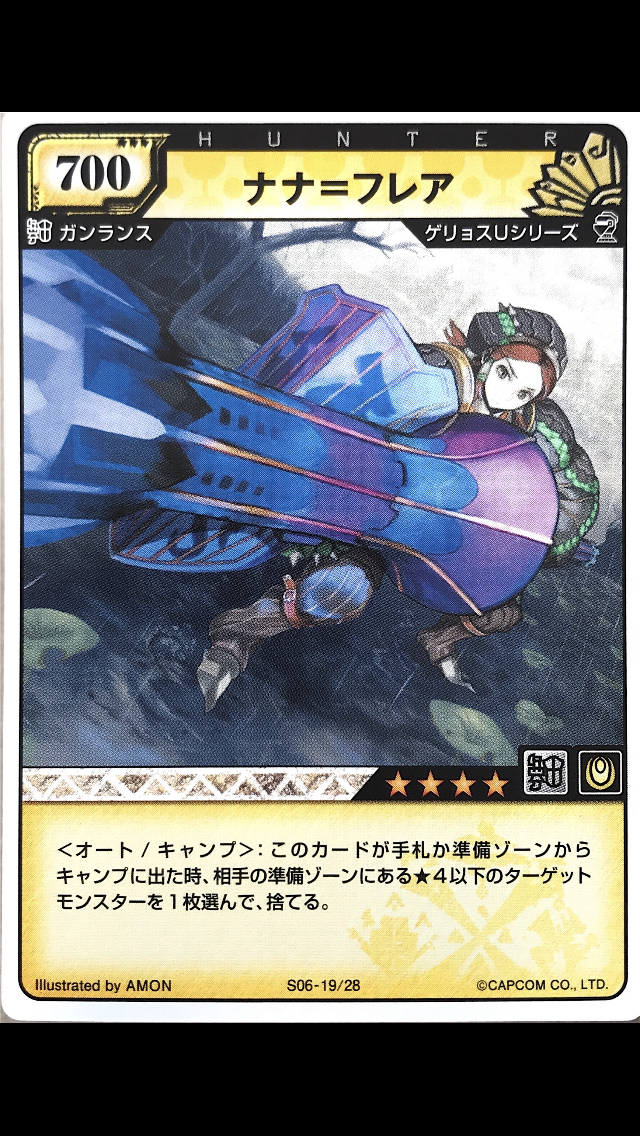 HUNTER
700
ナナ=フレア
ガンランス
ゲリョスUシリーズ
★★★★
<オート / キャンプ>:このカードが手札か準備ゾーンから
キャンプに出た時、相手の準備ゾーンにある★4以下のターゲット
モンスターを1枚選んで、捨てる。
Illustrated by AMON
S06-19/28
©CAPCOM CO., LTD.